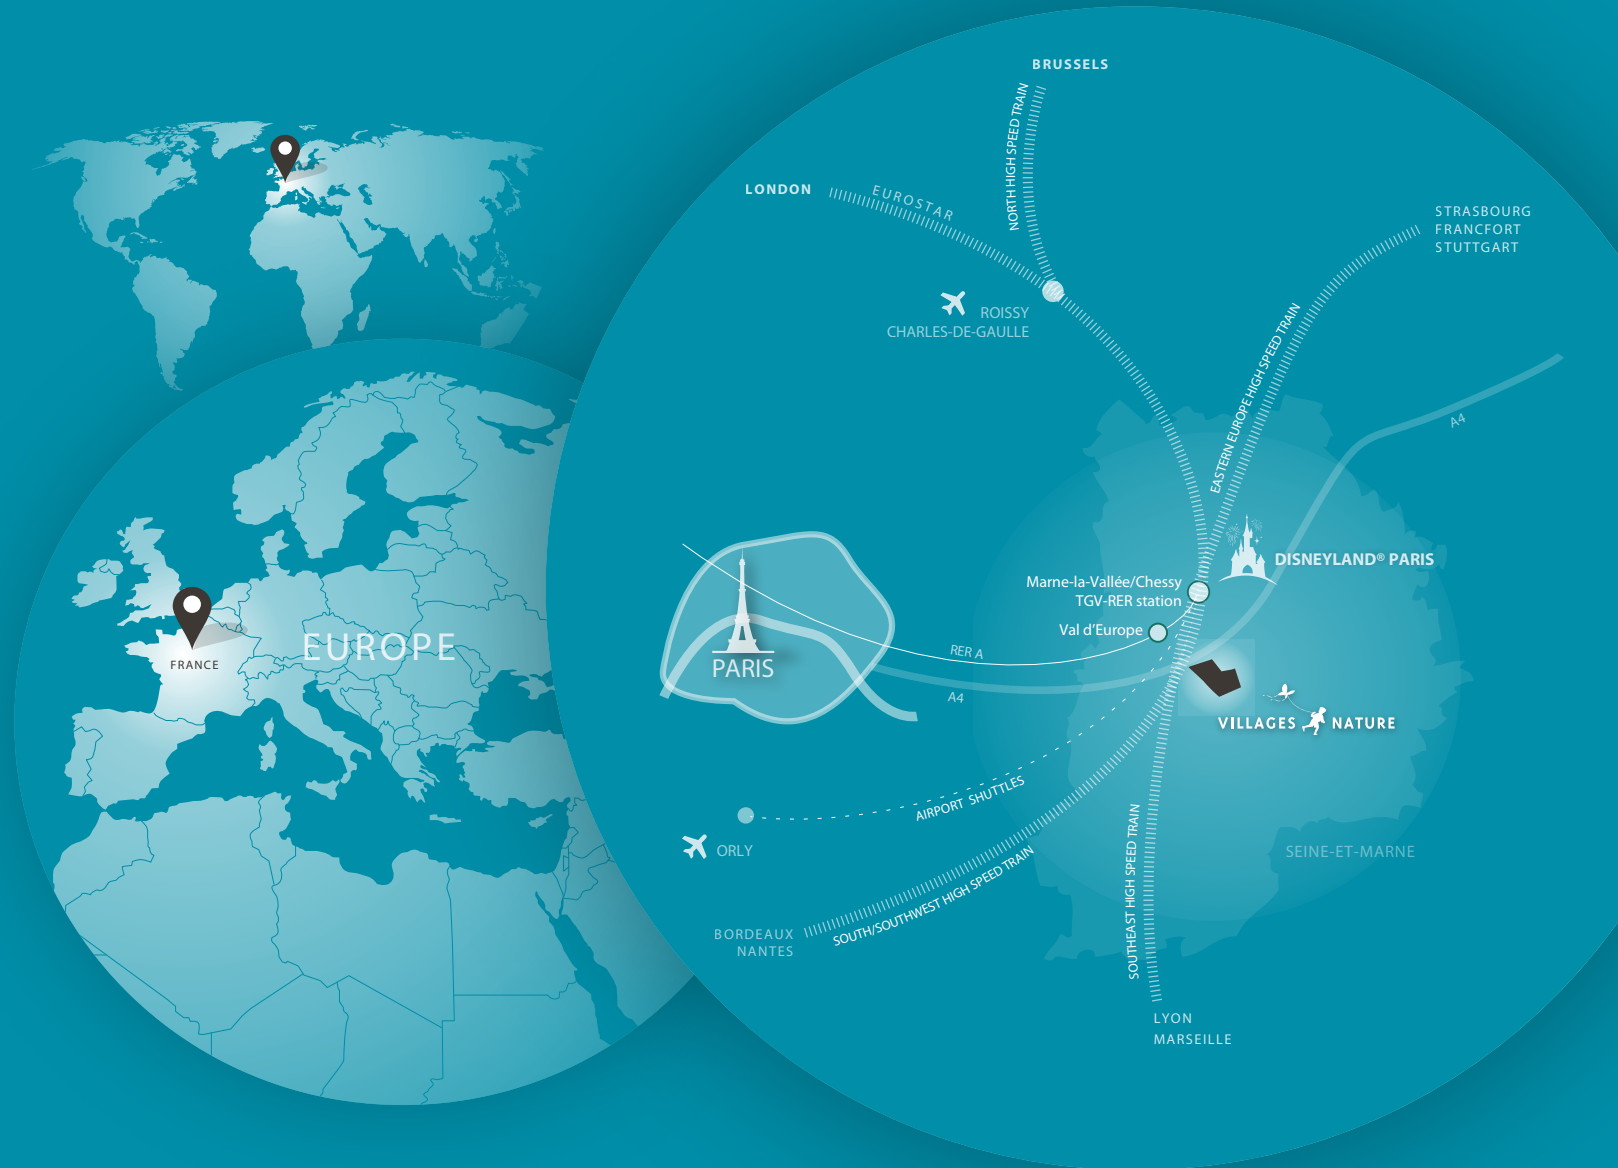 BRUSSELS
NORTH HIGH SPEED TRAIN
LONDON
EUROSTAR
STRASBOURG
FRANCFORT
STUTTGART
ROISSY
CHARLES-DE-GAULLE
EASTERN EUROPE HIGH SPEED TRAIN
A4
DISNEYLAND® PARIS
Marne-la-Vallée/Chessy
TGV-RER station
Val d’Europe
EUROPE
FRANCE
PARIS
RER A
A4
VILLAGES NATURE
AIRPORT SHUTTLES
ORLY
SEINE-ET-MARNE
SOUTH/SOUTHWEST HIGH SPEED TRAIN
SOUTHEAST HIGH SPEED TRAIN
BORDEAUX
NANTES
LYON
MARSEILLE